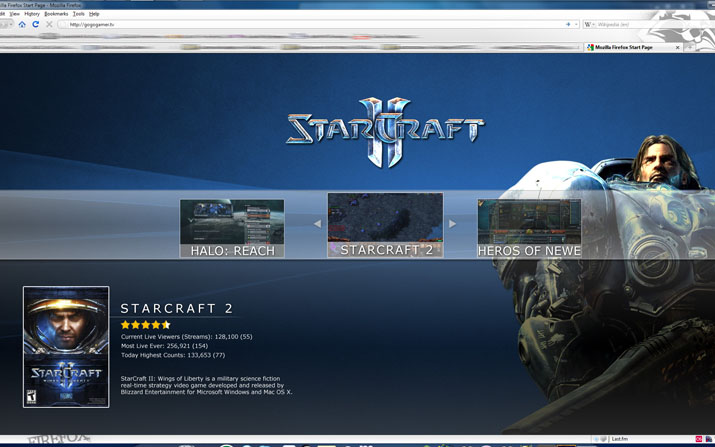 Mozilla Firefox Start Page - Mozilla Firefox
View History Bookmarks Tools Help
http://gogogamer.tv
Wikipedia (en)
Mozilla Firefox Start Page
STARCRAFT II
HALO: REACH
STARCRAFT 2
HEROS OF NEWE
STARCRAFT 2
Current Live Viewers (Streams): 128,100 (55)
Most Live Ever: 256,921 (154)
Today Highest Counts: 133,653 (77)
STARCRAFT II
StarCraft II: Wings of Liberty is a military science fiction
real-time strategy video game developed and released by
Blizzard Entertainment for Microsoft Windows and Mac OS X.
FIREFOX
Last.fm